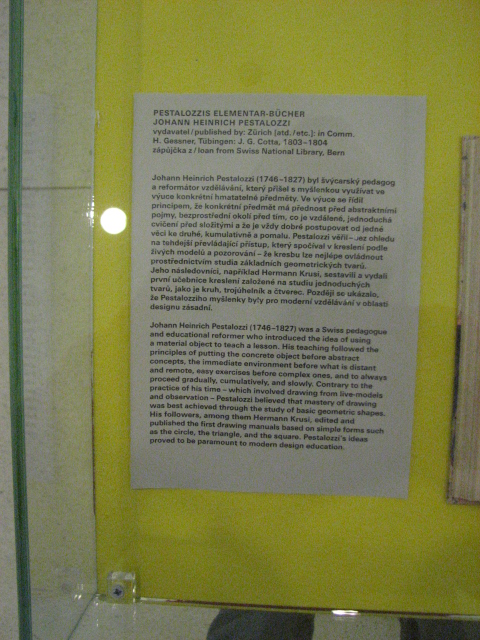 PESTALOZZIS ELEMENTAR-BÜCHER
JOHANN HEINRICH PESTALOZZI
vydavatel/published by: Zürich [atd./etc.]: in Comm.
H. Gessner, Tübingen: J. G. Cotta, 1803–1804
zápůjčka z/loan from Swiss National Library, Bern
Johann Heinrich Pestalozzi (1746–1827) byl švýcarský pedagog
a reformátor vzdělávání, který přišel s myšlenkou využívat ve
výuce konkrétní hmatatelné předměty. Ve výuce se řídil
principem, že konkrétní předmět má přednost před abstraktními
pojmy, bezprostřední okolí před tím, co je vzdálené, jednoduchá
cvičení před složitými a že je vždy dobré postupovat od jedné
věci ke druhé, kumulativně a pomalu. Pestalozzi věřil – ohledu
na tehdejší převládající přístup, který spočíval v kreslení podle
živých modelů a pozorování – že kresbu lze nejlépe ovládnout
prostřednictvím studia základních geometrických tvarů.
Jeho následovníci, například Hermann Krusi, sestavili a vydali
první učebnice kreslení založené na studiu jednoduchých
tvarů, jako je kruh, trojúhelník a čtverec. Později se ukázalo,
že Pestalozziho myšlenky byly pro moderní vzdělávání v oblasti
designu zásadní.
Johann Heinrich Pestalozzi (1746–1827) was a Swiss pedagogue
and educational reformer who introduced the idea of using
a material object to teach a lesson. His teaching followed the
principles of putting the concrete object before abstract
concepts, the immediate environment before what is distant
and remote, easy exercises before complex ones, and to always
proceed gradually, cumulatively, and slowly. Contrary to the
practice of his time – which involved drawing from live-models
and observation – Pestalozzi believed that mastery of drawing
was best achieved through the study of basic geometric shapes.
His followers, among them Hermann Krusi, edited and
published the first drawing manuals based on simple forms such
as the circle, the triangle, and the square. Pestalozzi's ideas
proved to be paramount to modern design education.